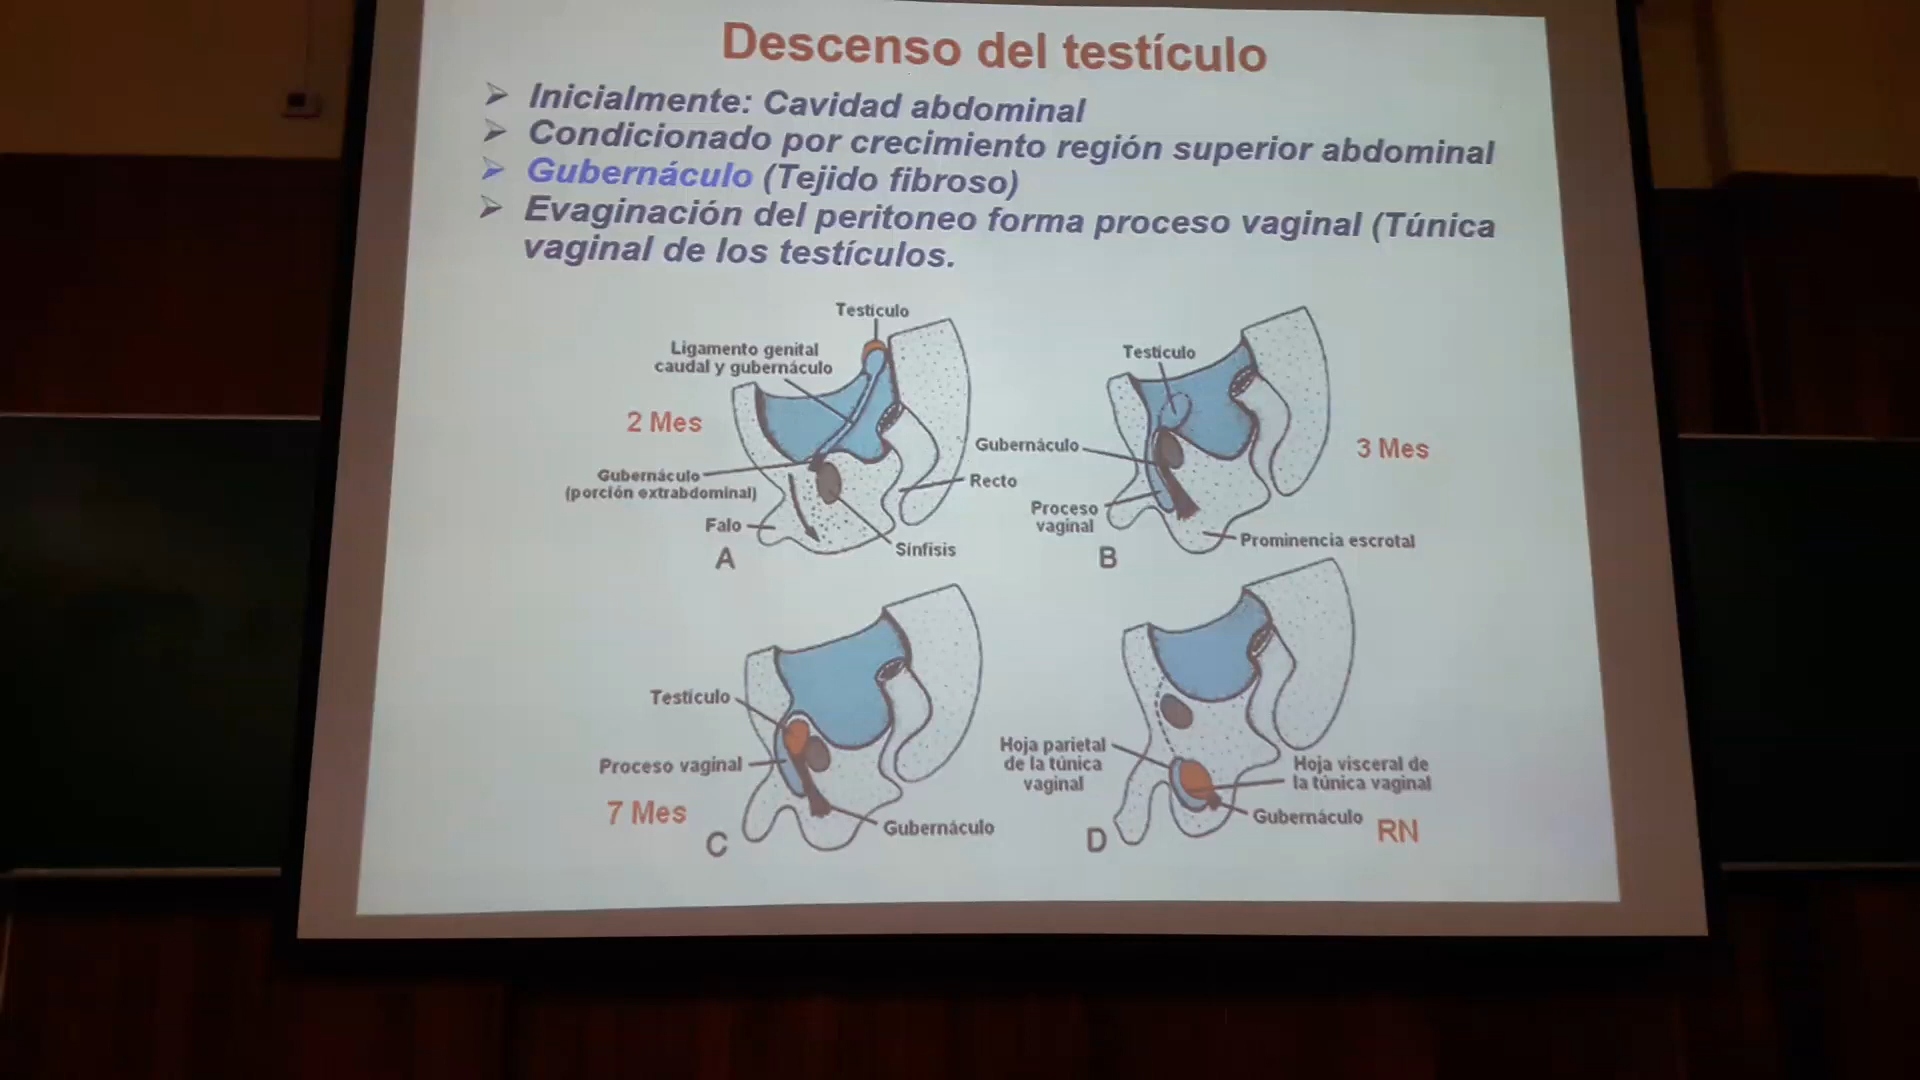 Descenso del testículo
Inicialmente: Cavidad abdominal
Condicionado por crecimiento región superior abdominal
Gubernáculo (Tejido fibroso)
Evaginación del peritoneo forma proceso vaginal (Túnica
vaginal de los testículos.
Testículo
Ligamento genital
caudal y gubernáculo
2 Mes
Gubernáculo
(porción extrabdominal)
Falo
A
Sínfisis
Recto
Testículo
Gubernáculo
3 Mes
Proceso
vaginal
Prominencia escrotal
B
Testículo
Proceso vaginal
7 Mes
C
Gubernáculo
Hoja parietal
de la túnica
vaginal
Hoja visceral de
la túnica vaginal
Gubernáculo
RN
D